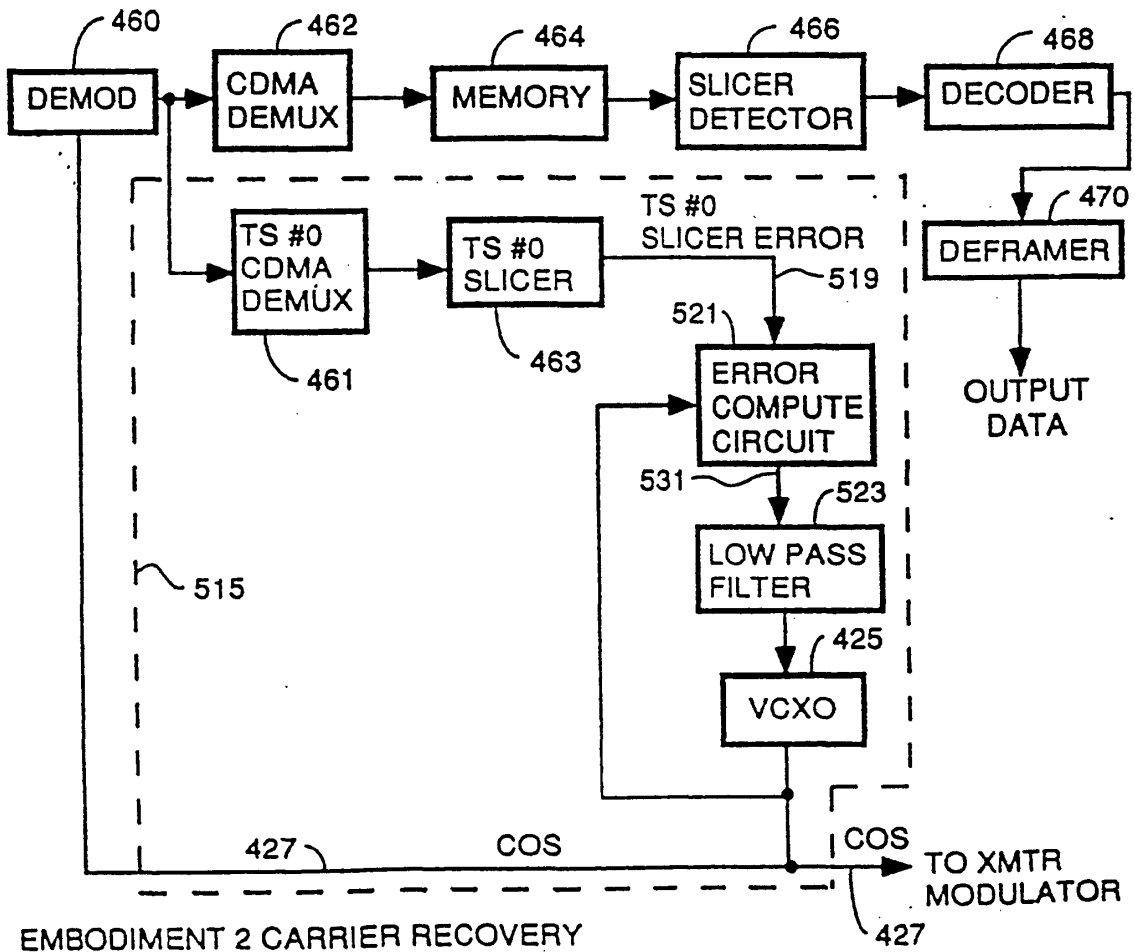 460
462
464
466
468
DEMOD
CDMA
DEMUX
MEMORY
SLICER
DETECTOR
DECODER
470
DEFRAMER
OUTPUT
DATA
TS #0
CDMA
DEMUX
461
TS #0
SLICER
463
TS #0
SLICER ERROR
519
521
ERROR
COMPUTE
CIRCUIT
531
523
LOW PASS
FILTER
515
425
VCXO
427
COS
COS
TO XMTR
MODULATOR
427
EMBODIMENT 2 CARRIER RECOVERY